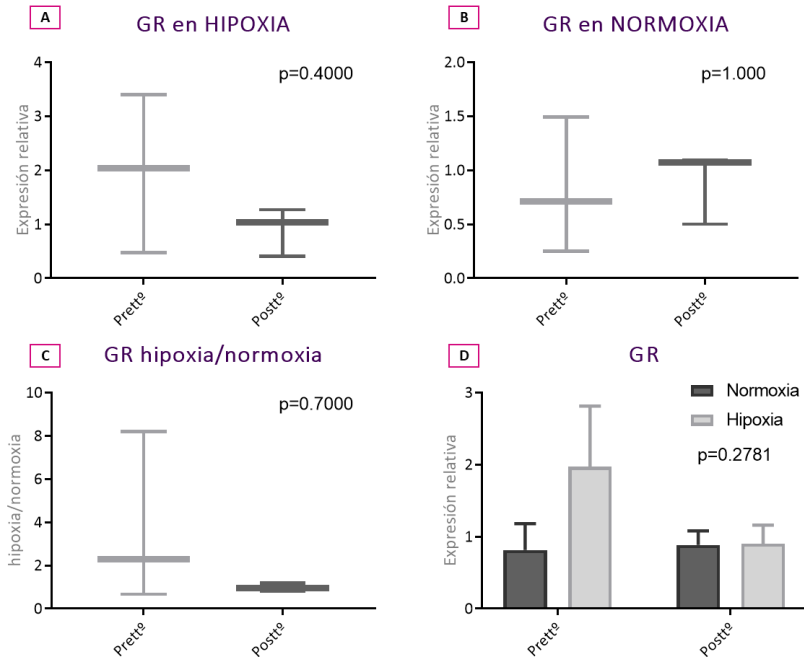 A
GR en HIPOXIA
p=0.4000
Expresión relativa
4
3
2
1
0
Prettº
Posttº
B
GR en NORMOXIA
p=1.000
Expresión relativa
2.0
1.5
1.0
0.5
0.0
Prettº
Posttº
C
GR hipoxia/normoxia
p=0.7000
hipoxia/normoxia
10
8
6
4
2
0
Prettº
Posttº
D
GR
Normoxia
Hipoxia
p=0.2781
Expresión relativa
3
2
1
0
Prettº
Posttº